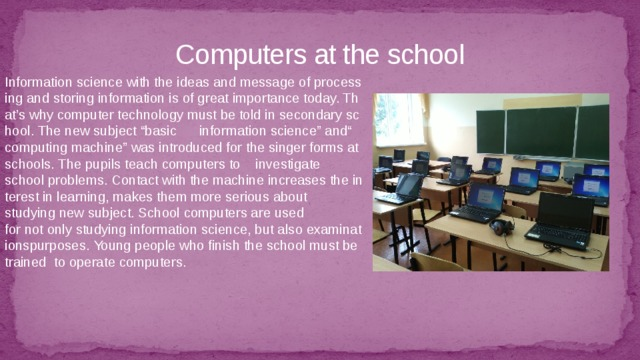 Computers at the school
Information science with the ideas and message of process
ing and storing information is of great importance today. Th
at's why computer technology must be told in secondary sc
hool. The new subject “basic information science” and“
computing machine” was introduced for the singer forms at
schools. The pupils teach computers to investigate
school problems. Contact with the machine increases the in
terest in learning, makes them more serious about
studying new subject. School computers are used
for not only studying information science, but also examinat
ionspurposes. Young people who finish the school must be
trained to operate computers.